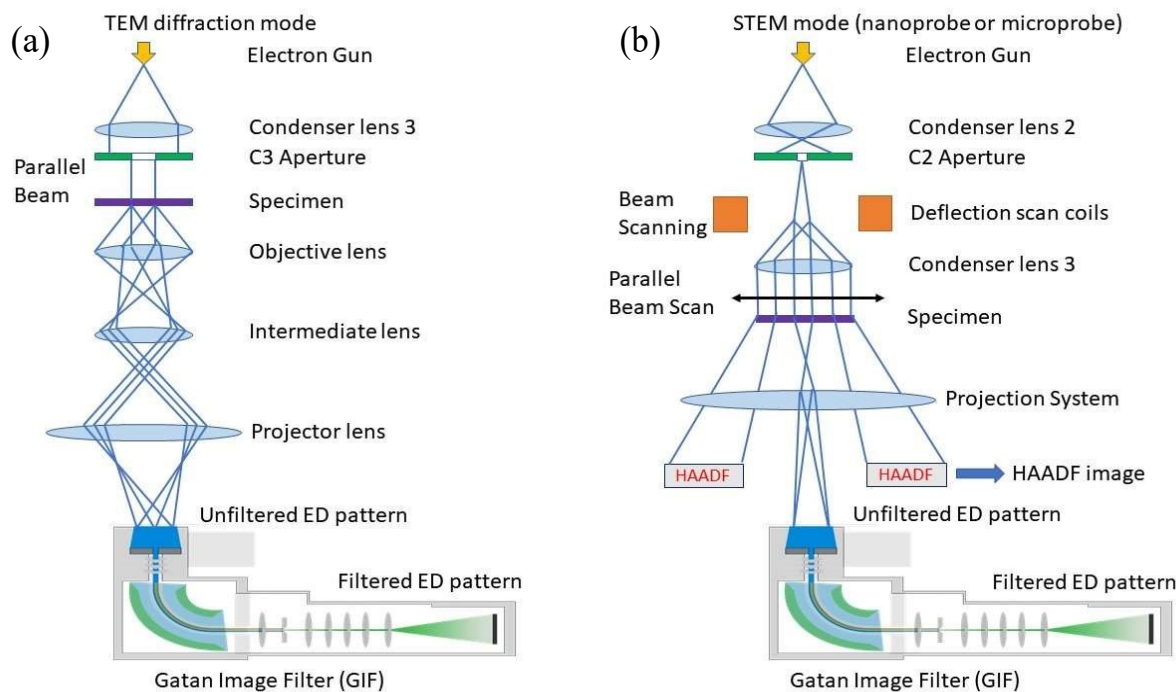 (a)
TEM diffraction mode
Electron Gun
Condenser lens 3
C3 Aperture
Parallel
Beam
Specimen
Objective lens
Intermediate lens
Projector lens
Unfiltered ED pattern
Filtered ED pattern
Gatan Image Filter (GIF)
(b)
STEM mode (nanoprobe or microprobe)
Electron Gun
Condenser lens 2
C2 Aperture
Beam
Scanning
Deflection scan coils
Condenser lens 3
Parallel
Beam Scan
Specimen
Projection System
HAADF
HAADF
HAADF image
Unfiltered ED pattern
Filtered ED pattern
Gatan Image Filter (GIF)